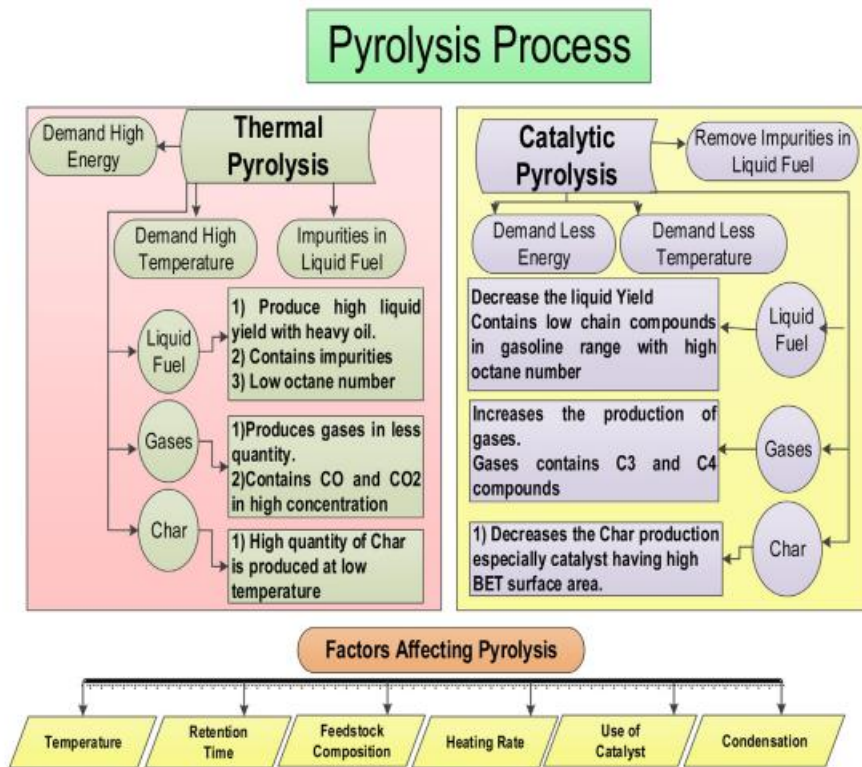 Pyrolysis Process
Thermal
Pyrolysis
Demand High
Energy
Demand High
Temperature
Impurities in
Liquid Fuel
Liquid
Fuel
1) Produce high liquid
yield with heavy oil.
2) Contains impurities
3) Low octane number
Gases
1)Produces gases in less
quantity.
2)Contains CO and CO2
in high concentration
Char
1) High quantity of Char
is produced at low
temperature
Catalytic
Pyrolysis
Remove Impurities in
Liquid Fuel
Demand Less
Energy
Demand Less
Temperature
Decrease the liquid Yield
Contains low chain compounds
in gasoline range with high
octane number
Liquid
Fuel
Increases the production of
gases.
Gases contains C3 and C4
compounds
Gases
1) Decreases the Char production
especially catalyst having high
BET surface area.
Char
Factors Affecting Pyrolysis
Temperature
Retention
Time
Feedstock
Composition
Heating Rate
Use of
Catalyst
Condensation